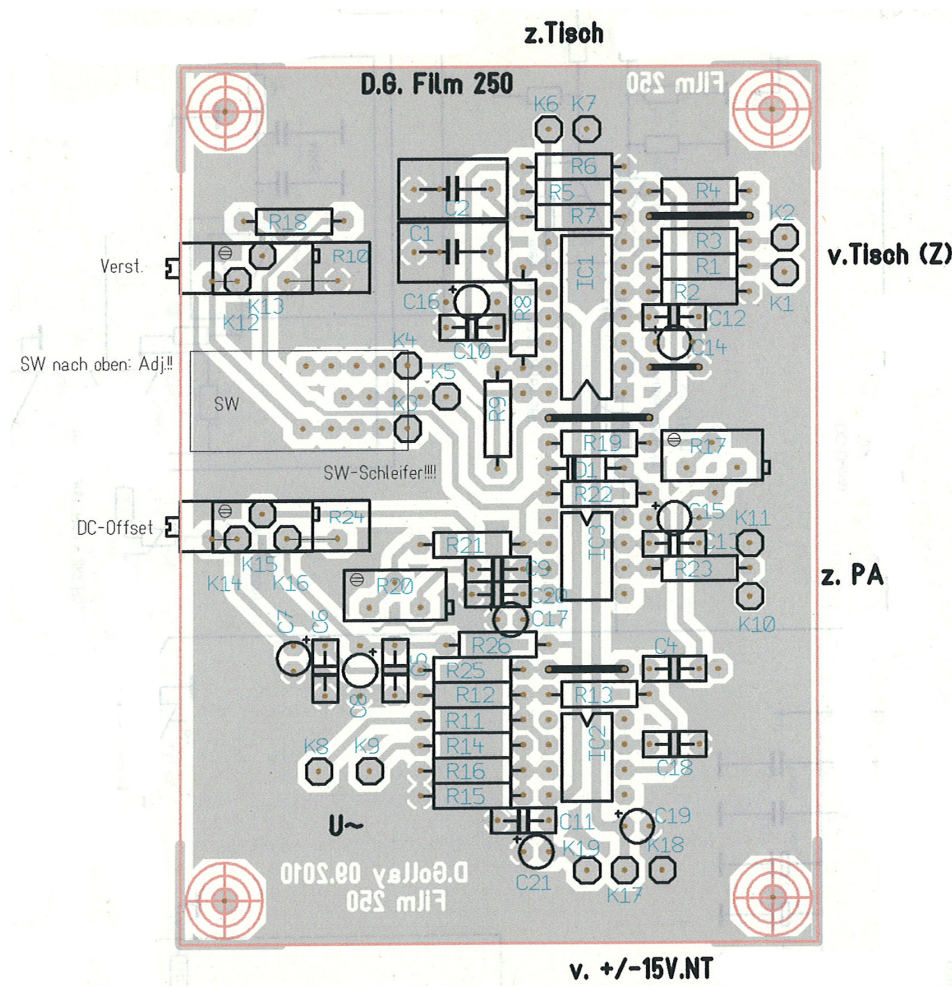 z.Tisch
D.G. Film 250
Film 250
K6 K7
R6
R5
R4
C2
R7
K2
R18
C1
IC1
R3
v.Tisch (Z)
Verst.
R10
R1
K13
C16
R8
R2
K1
K12
C12
C10
C14
K4
SW nach oben: Adj!!
K5
SW
K3
R9
R19
R17
SW-Schleifer!!!!
D1
R22
DC-Offset
R24
C15
K11
IC3
C13
R21
K15
C9
R23
z. PA
K14
K16
R20
C20
K10
C17
C7
C6
R26
C5
R25
C4
C8
R12
R13
R11
K8
K9
R14
IC2
C18
R16
R15
U~
C11
C19
K19
K18
C21
K17
D.Gollay 09.2010
Film 250
v. +/-15V.NT